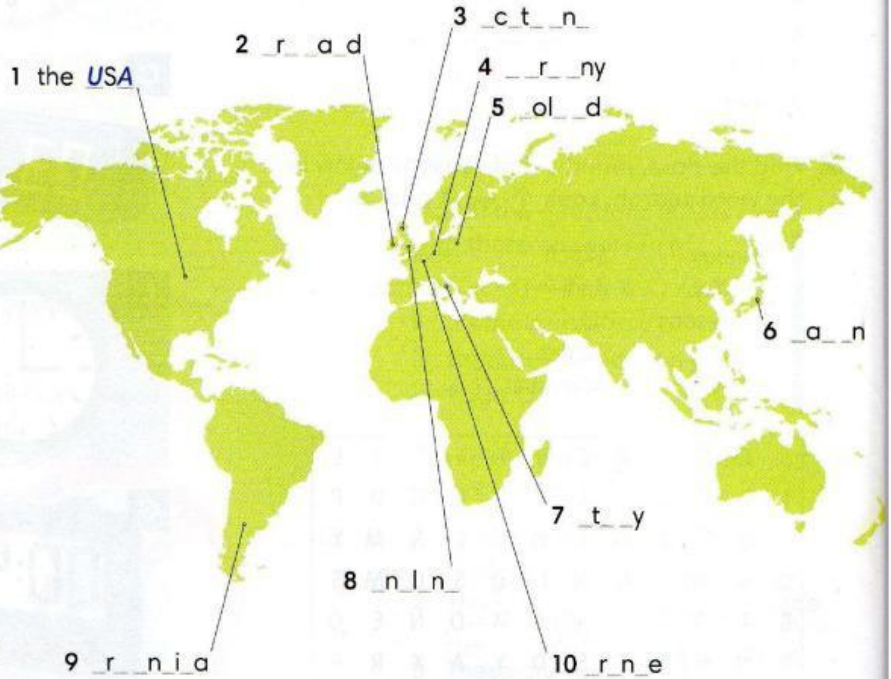 3 _c_t_ _n_
2 _r_ _a_d
1 the USA
4 _ _r_ _ny
5 _ol_ _d
6 _a_ _n
7 _t_ _y
8 _n_l_n_
9 _r_ _n_i_a
10 _r_n_e